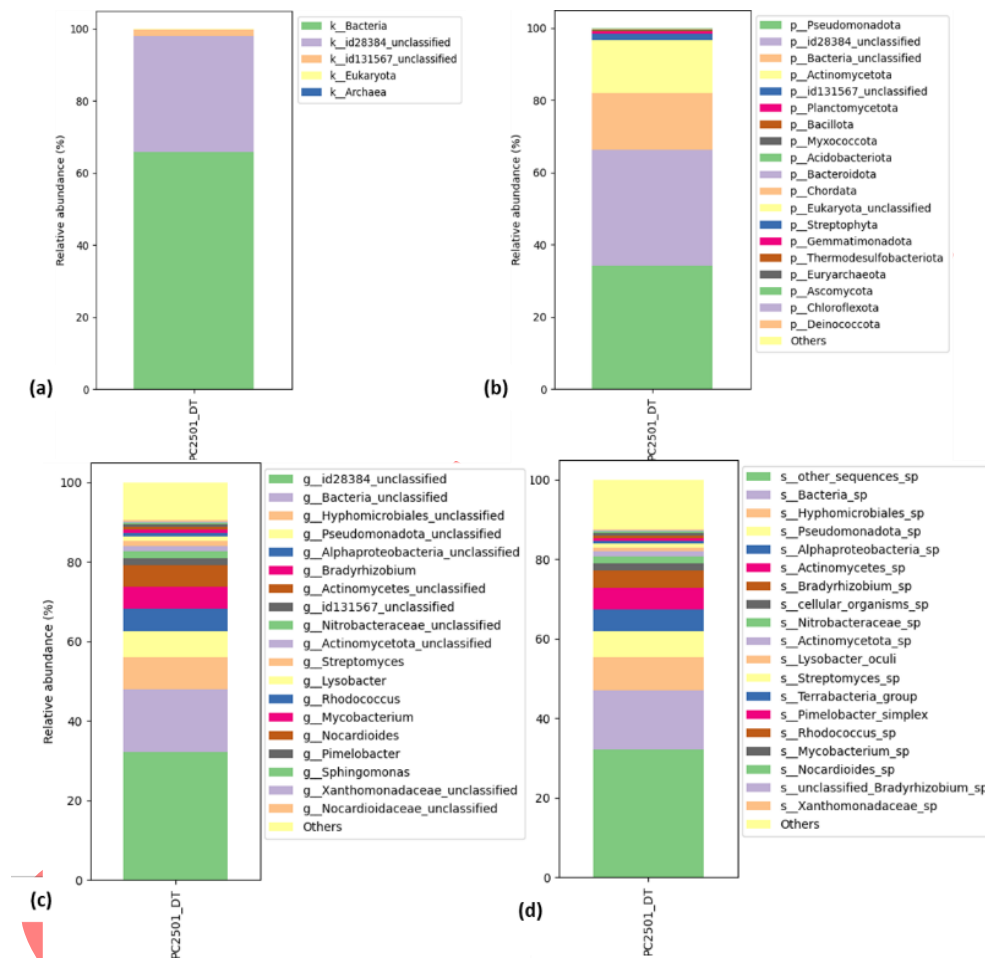 Relative abundance (%)
100
80
60
40
20
0
PC2501_DT
k__Bacteria
k__id28384_unclassified
k__id131567_unclassified
k__Eukaryota
k__Archaea
(a)
Relative abundance (%)
100
80
60
40
20
0
PC2501_DT
p__Pseudomonadota
p__id28384_unclassified
p__Bacteria_unclassified
p__Actinomycetota
p__id131567_unclassified
p__Planctomycetota
p__Bacillota
p__Myxococcota
p__Acidobacteriota
p__Bacteroidota
p__Chordata
p__Eukaryota_unclassified
p__Streptophyta
p__Gemmatimonadota
p__Thermodesulfobacteriota
p__Euryarchaeota
p__Ascomycota
p__Chloroflexota
p__Deinococcota
Others
(b)
Relative abundance (%)
100
80
60
40
20
0
PC2501_DT
g__id28384_unclassified
g__Bacteria_unclassified
g__Hyphomicrobiales_unclassified
g__Pseudomonadota_unclassified
g__Alphaproteobacteria_unclassified
g__Bradyrhizobium
g__Actinomycetes_unclassified
g__id131567_unclassified
g__Nitrobacteraceae_unclassified
g__Actinomycetota_unclassified
g__Streptomyces
g__Lysobacter
g__Rhodococcus
g__Mycobacterium
g__Nocardioides
g__Pimelobacter
g__Sphingomonas
g__Xanthomonadaceae_unclassified
g__Nocardioidaceae_unclassified
Others
(c)
100
80
60
40
20
0
PC2501_DT
s__other_sequences_sp
s__Bacteria_sp
s__Hyphomicrobiales_sp
s__Pseudomonadota_sp
s__Alphaproteobacteria_sp
s__Actinomycetes_sp
s__Bradyrhizobium_sp
s__cellular_organisms_sp
s__Nitrobacteraceae_sp
s__Actinomycetota_sp
s__Lysobacter_oculi
s__Streptomyces_sp
s__Terrabacteria_group
s__Pimelobacter_simplex
s__Rhodococcus_sp
s__Mycobacterium_sp
s__Nocardioides_sp
s__unclassified_Bradyrhizobium_sp
s__Xanthomonadaceae_sp
Others
(d)